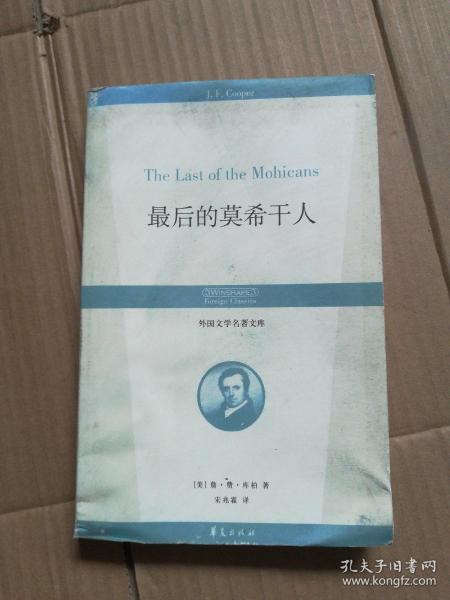 J. F. Cooper
The Last of the Mohicans
最后的莫希干人
WINSHARE
Foreign Classics
外国文学名著文库
[美] 詹·费·库柏 著
宋兆霖 译
华夏出版社
孔夫子旧书网
www.kongfz.com